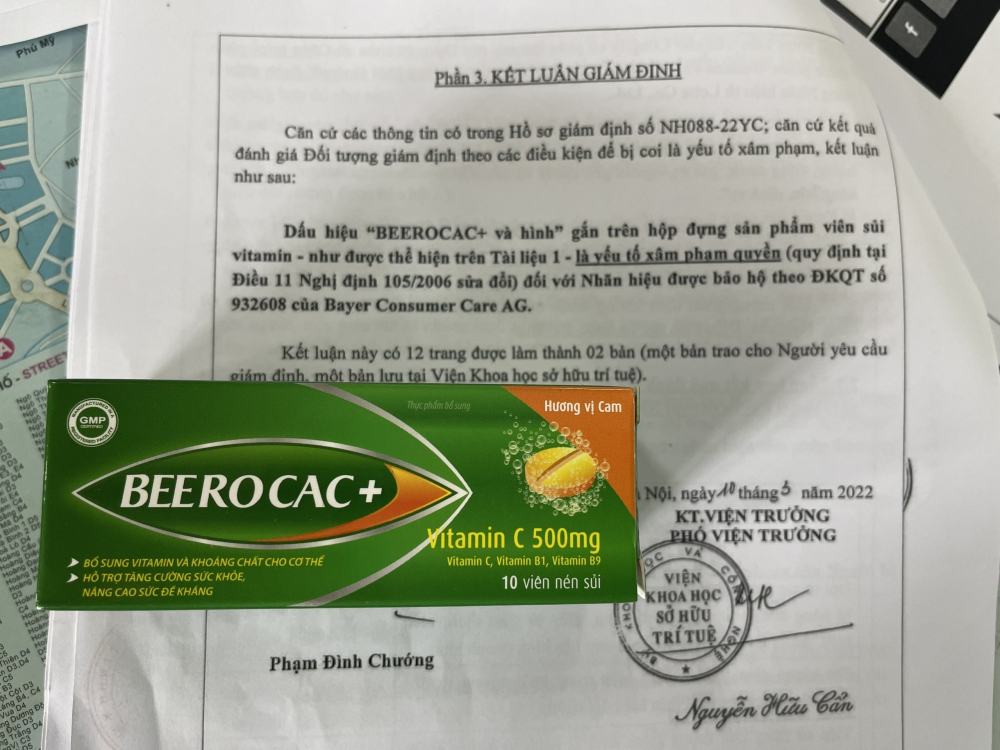 Phú Mỹ
Phần 3. KẾT LUẬN GIÁM ĐỊNH
Căn cứ các thông tin có trong Hồ sơ giám định số NH088-22YC; căn cứ kết quả
đánh giá Đối tượng giám định theo các điều kiện để bị coi là yếu tố xâm phạm, kết luận
như sau:
Dấu hiệu “BEEROCAC+ và hình” gắn trên hộp đựng sản phẩm viên sủi
vitamin - như được thể hiện trên Tài liệu 1 - là yếu tố xâm phạm quyền (quy định tại
Điều 11 Nghị định 105/2006 sửa đổi) đối với Nhãn hiệu được bảo hộ theo ĐKQT số
932608 của Bayer Consumer Care AG.
Kết luận này có 12 trang được làm thành 02 bản (một bản trao cho Người yêu cầu
giám định, một bản lưu tại Viện Khoa học sở hữu trí tuệ).
STREET
MANUFACTURED IN A
GMP
CERTIFIED
REGISTERED FACILITY
Thực phẩm bổ sung
Hương vị Cam
BEEROCAC+
Vitamin C 500mg
Vitamin C, Vitamin B1, Vitamin B9
10 viên nén sủi
BỔ SUNG VITAMIN VÀ KHOÁNG CHẤT CHO CƠ THỂ
HỖ TRỢ TĂNG CƯỜNG SỨC KHỎE,
NÂNG CAO SỨC ĐỀ KHÁNG
Nội, ngày 10 tháng 5 năm 2022
KT.VIỆN TRƯỞNG
PHÓ VIỆN TRƯỞNG
VIỆN
KHOA HỌC
SỞ HỮU
TRÍ TUỆ
Phạm Đình Chướng
Nguyễn Hữu Cẩn